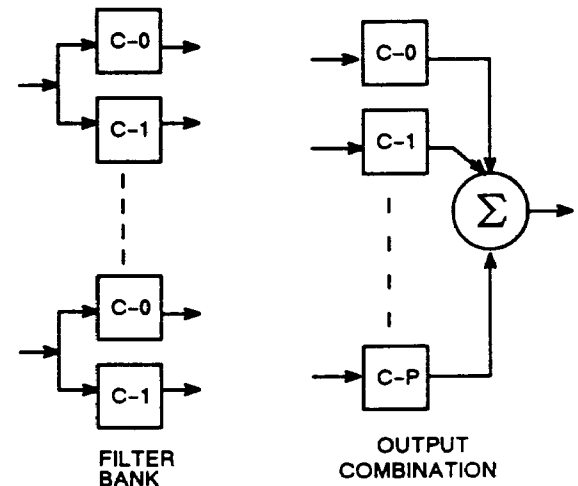 C-0
C-1
C-0
C-1
FILTER
BANK
C-0
C-1
Σ
C-P
OUTPUT
COMBINATION